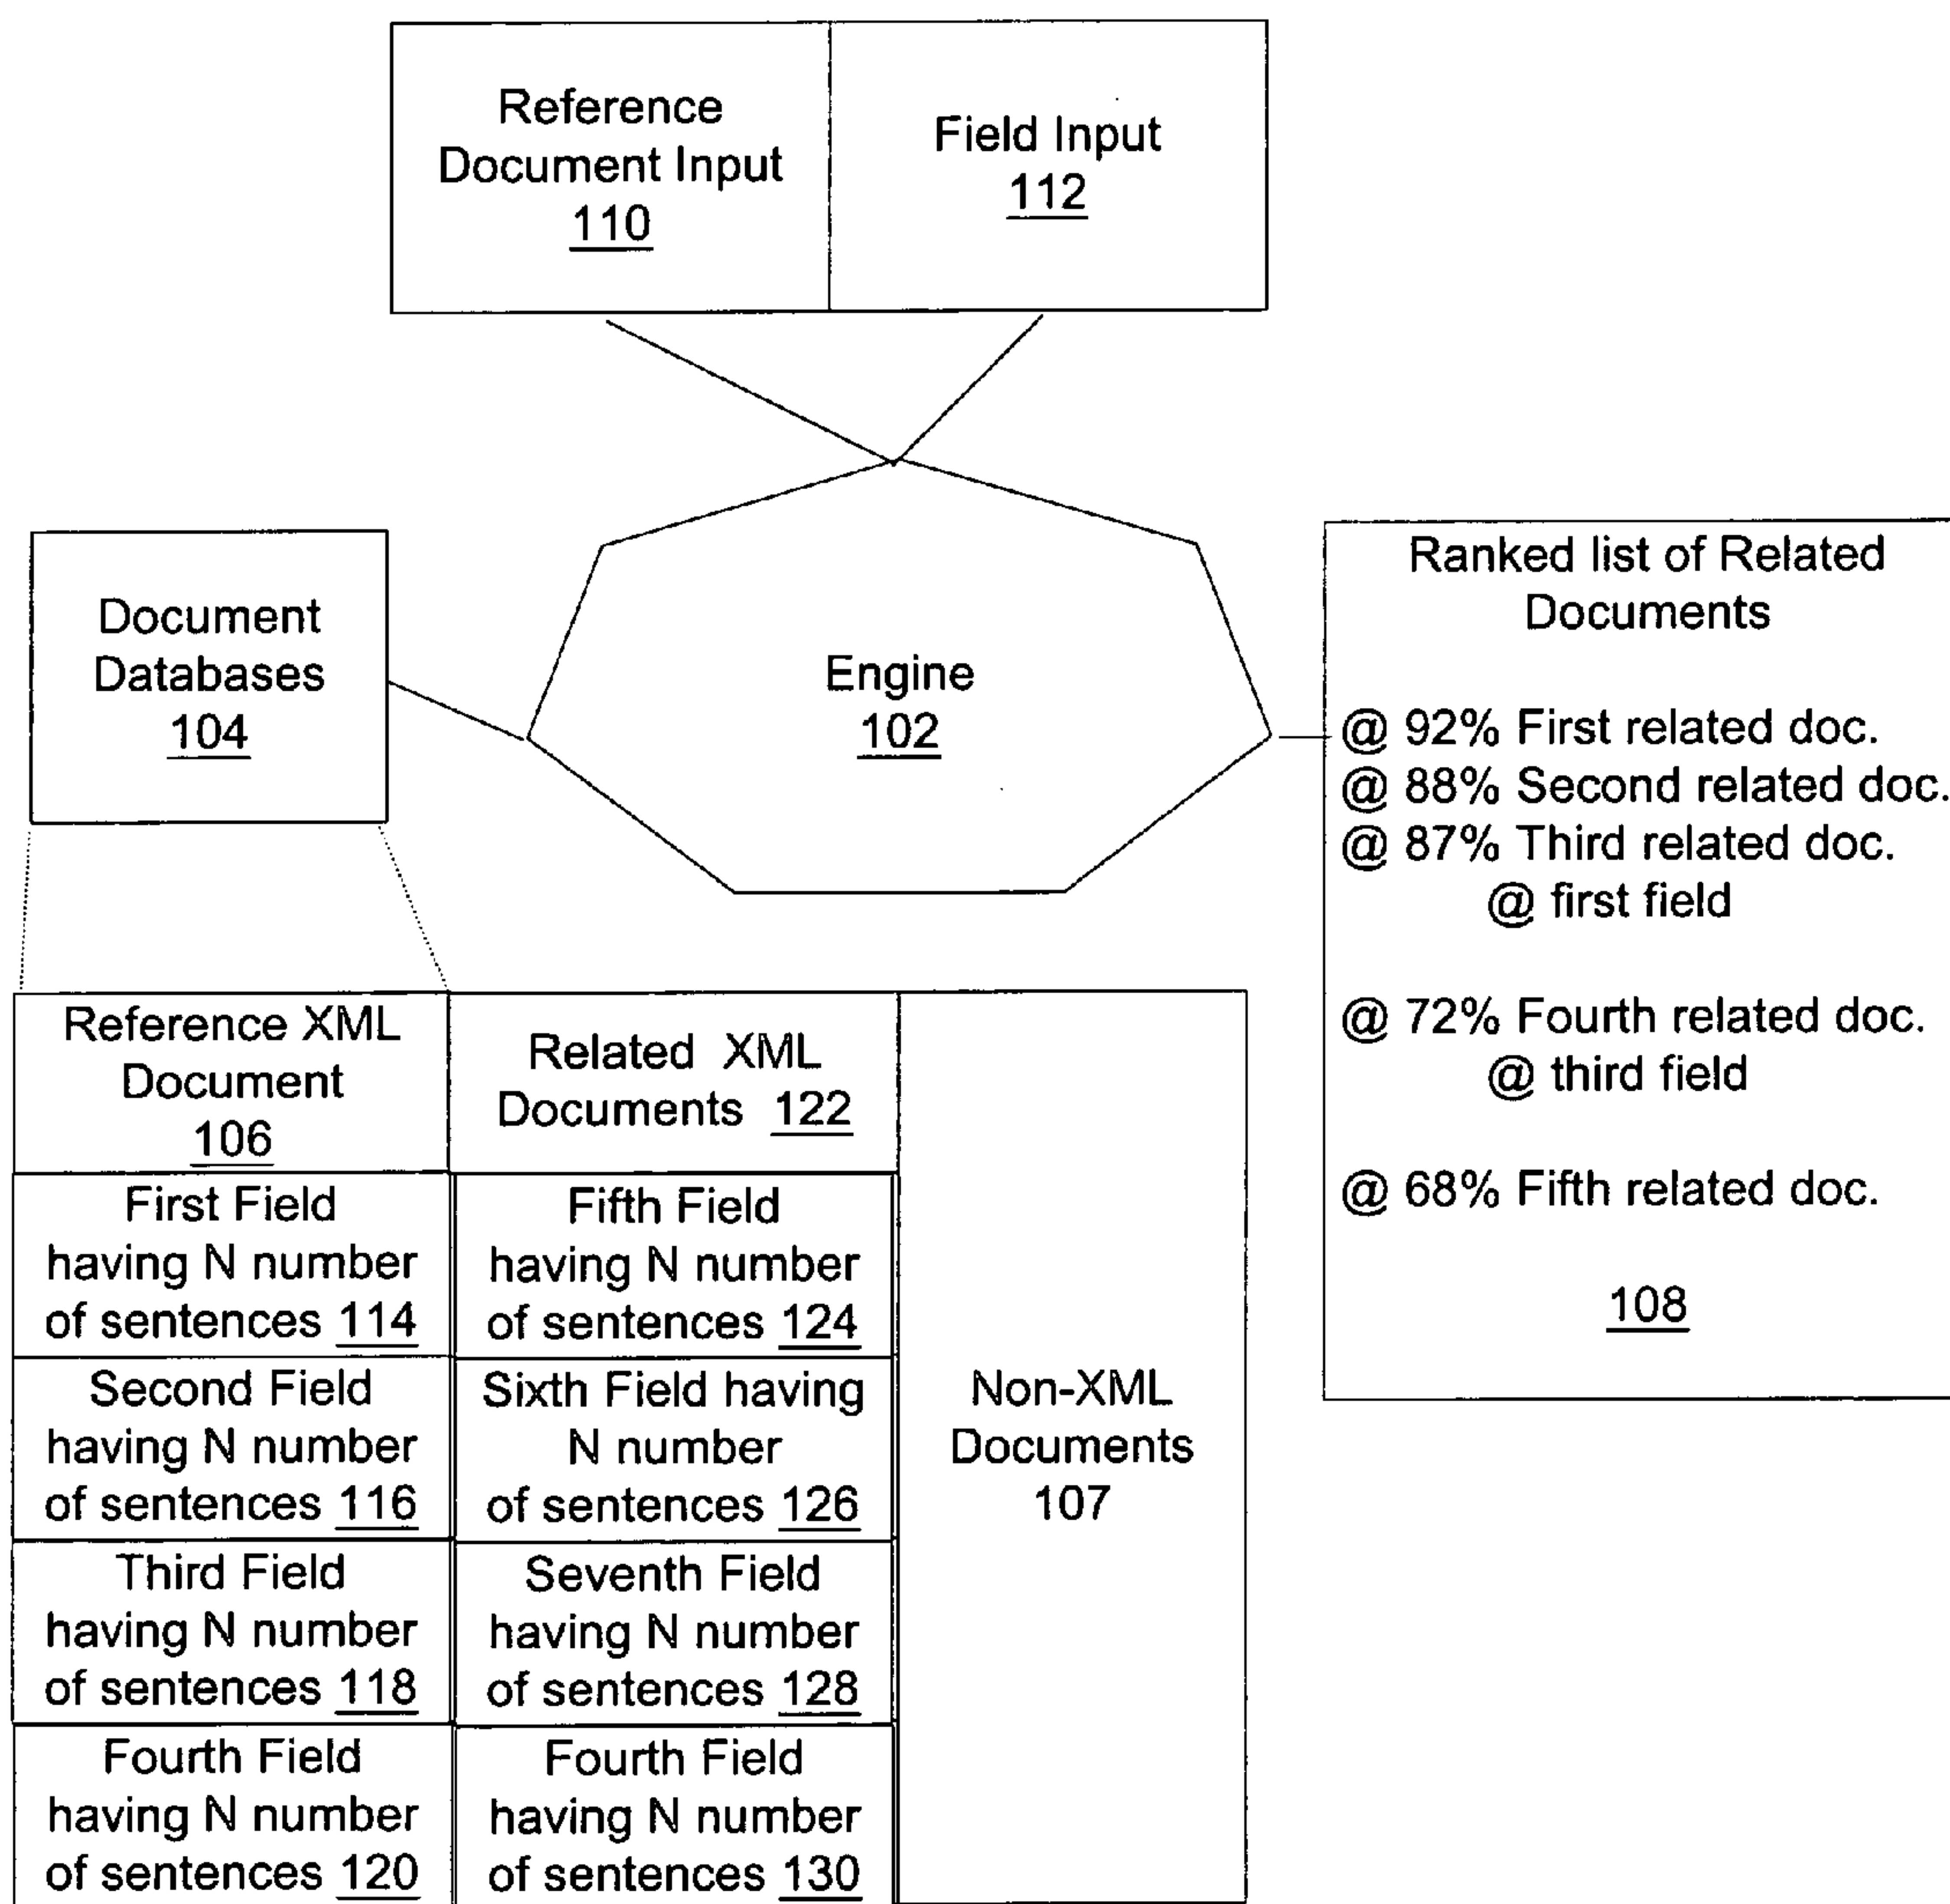 Reference
Document Input
110
Field Input
112
Document
Databases
104
Engine
102
Ranked list of Related
Documents
@ 92% First related doc.
@ 88% Second related doc.
@ 87% Third related doc.
@ first field
@ 72% Fourth related doc.
@ third field
@ 68% Fifth related doc.
108
Reference XML
Document
106
Related XML
Documents 122
First Field
having N number
of sentences 114
Fifth Field
having N number
of sentences 124
Second Field
having N number
of sentences 116
Sixth Field having
N number
of sentences 126
Non-XML
Documents
107
Third Field
having N number
of sentences 118
Seventh Field
having N number
of sentences 128
Fourth Field
having N number
of sentences 120
Fourth Field
having N number
of sentences 130